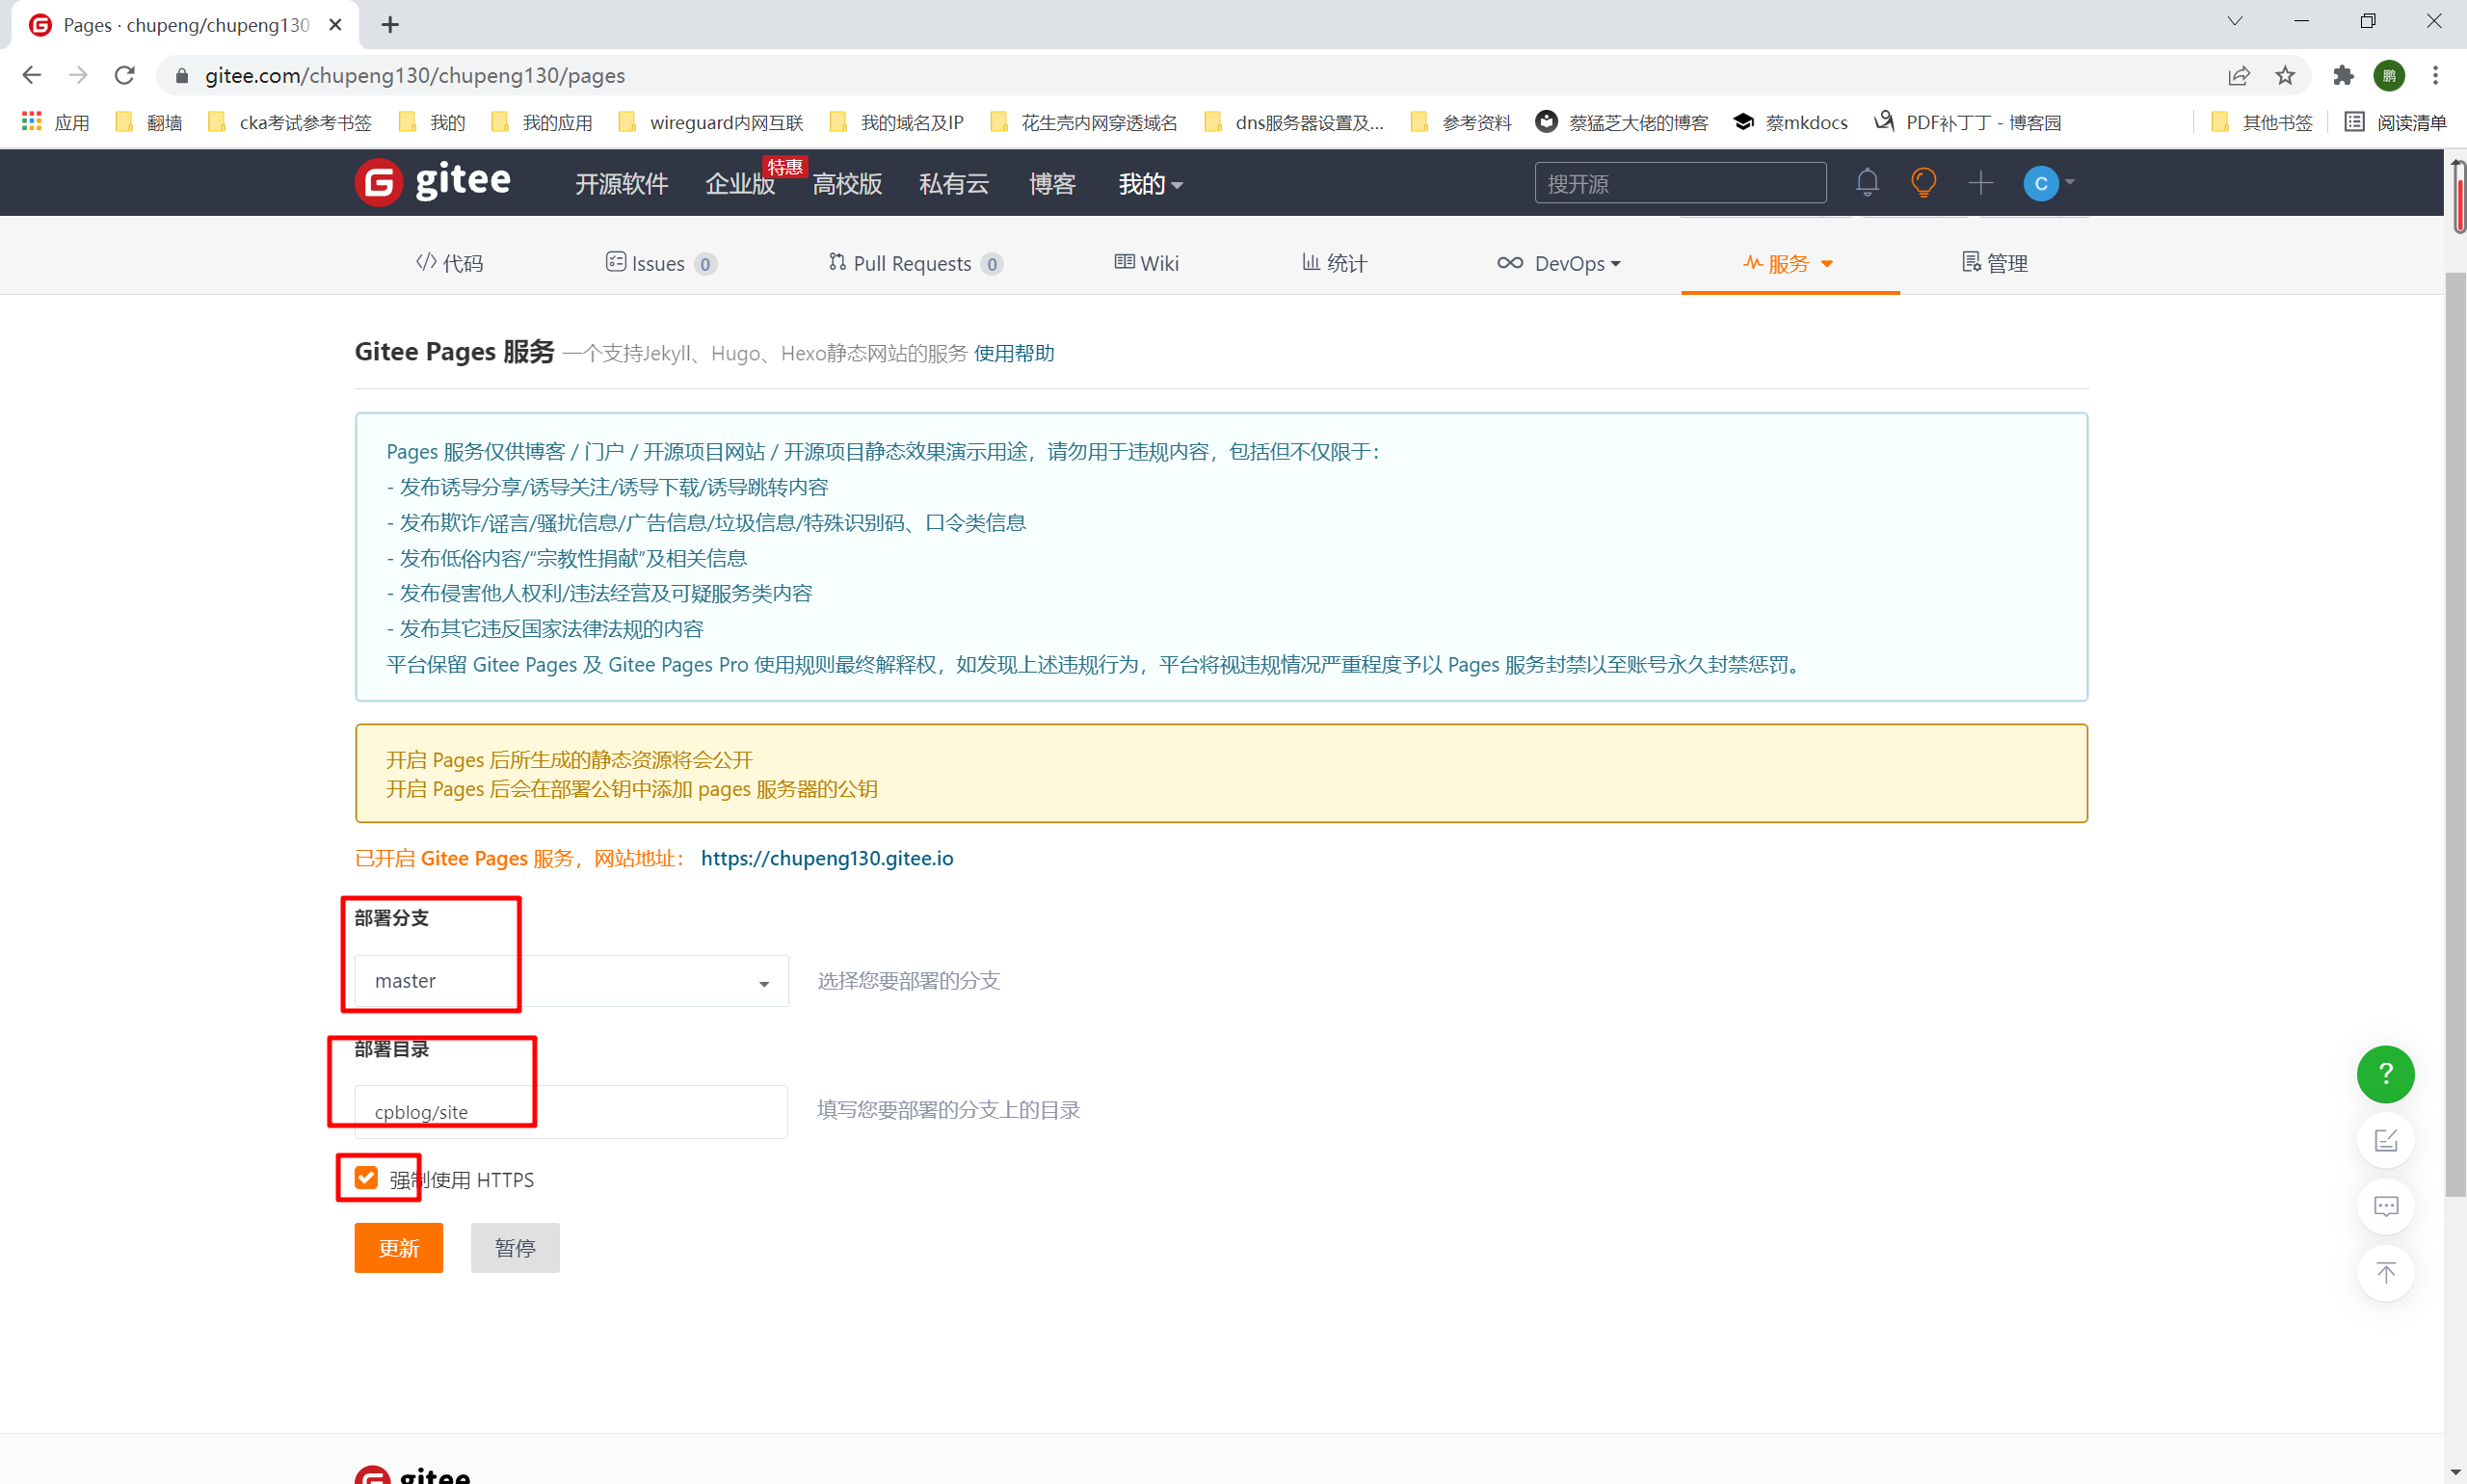 Pages · chupeng/chupeng130
gitee.com/chupeng130/chupeng130/pages
鹏
应用 翻墙 cka考试参考书签 我的 我的应用 wireguard内网互联 我的域名及IP 花生壳内网穿透域名 dns服务器设置及... 参考资料 蔡猛芝大佬的博客 蔡mkdocs PDF补丁丁 - 博客园 其他书签 阅读清单
gitee 开源软件 企业版 特惠 高校版 私有云 博客 我的 搜开源 C
代码 Issues 0 Pull Requests 0 Wiki 统计 DevOps 服务 管理
Gitee Pages 服务 一个支持Jekyll、Hugo、Hexo静态网站的服务 使用帮助
Pages 服务仅供博客 / 门户 / 开源项目网站 / 开源项目静态效果演示用途，请勿用于违规内容，包括但不仅限于：
- 发布诱导分享/诱导关注/诱导下载/诱导跳转内容
- 发布欺诈/谣言/骚扰信息/广告信息/垃圾信息/特殊识别码、口令类信息
- 发布低俗内容/“宗教性捐献”及相关信息
- 发布侵害他人权利/违法经营及可疑服务类内容
- 发布其它违反国家法律法规的内容
平台保留 Gitee Pages 及 Gitee Pages Pro 使用规则最终解释权，如发现上述违规行为，平台将视违规情况严重程度予以 Pages 服务封禁以至账号永久封禁惩罚。
开启 Pages 后所生成的静态资源将会公开
开启 Pages 后会在部署公钥中添加 pages 服务器的公钥
已开启 Gitee Pages 服务，网站地址： https://chupeng130.gitee.io
部署分支
master 选择您要部署的分支
部署目录
cpblog/site 填写您要部署的分支上的目录
强制使用 HTTPS
更新 暂停
?
gitee